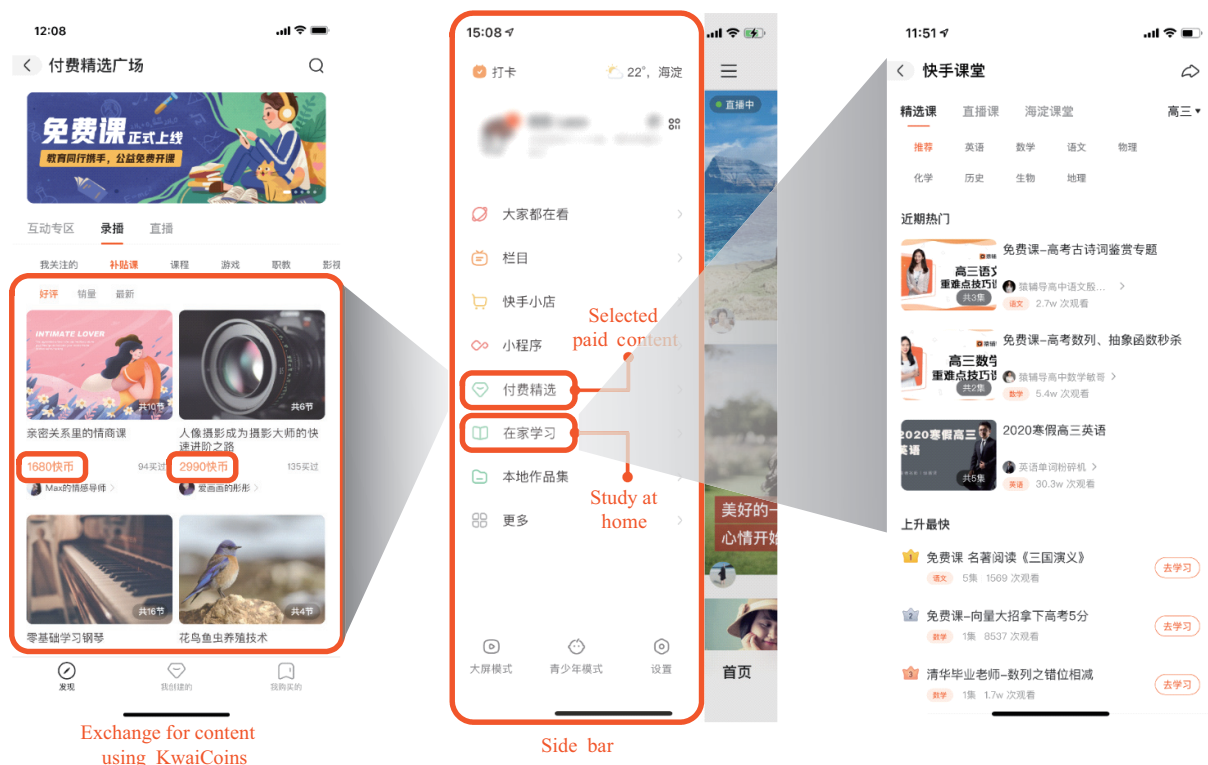 12:08
付费精选广场
免费课 正式上线
教育同行携手，公益免费开课
互动专区 录播 直播
我关注的 补贴课 课程 游戏 职教 影视
好评 销量 最新
INTIMATE LOVER
共10节
共6节
亲密关系里的情商课
人像摄影成为摄影大师的快
速进阶之路
1680快币
94买过
2990快币
135买过
Max的情感导师
爱画画的彤彤
共16节
共4节
零基础学习钢琴
花鸟鱼虫养殖技术
发现
我创建的
我购买的
Exchange for content
using KwaiCoins
15:08
打卡
22°，海淀
大家都在看
栏目
快手小店
小程序
付费精选
在家学习
本地作品集
更多
大屏模式
青少年模式
设置
Selected
paid content
Study at
home
Side bar
直播中
美好的一
心情开始
首页
11:51
快手课堂
精选课 直播课 海淀课堂 高三
推荐 英语 数学 语文 物理
化学 历史 生物 地理
近期热门
高三语文
重难点技巧
共3集
免费课–高考古诗词鉴赏专题
猿辅导高中语文殷...
语文 2.7w 次观看
高三数学
重难点技巧
共2集
免费课–高考数列、抽象函数秒杀
猿辅导高中数学敏哥
数学 5.4w 次观看
2020寒假高三
英语
共5集
2020寒假高三英语
英语单词粉碎机
英语 30.3w 次观看
上升最快
1
免费课 名著阅读《三国演义》
语文 5集 1569 次观看
去学习
2
免费课–向量大招拿下高考5分
数学 1集 8537 次观看
去学习
3
清华毕业老师–数列之错位相减
数学 1集 1.7w 次观看
去学习